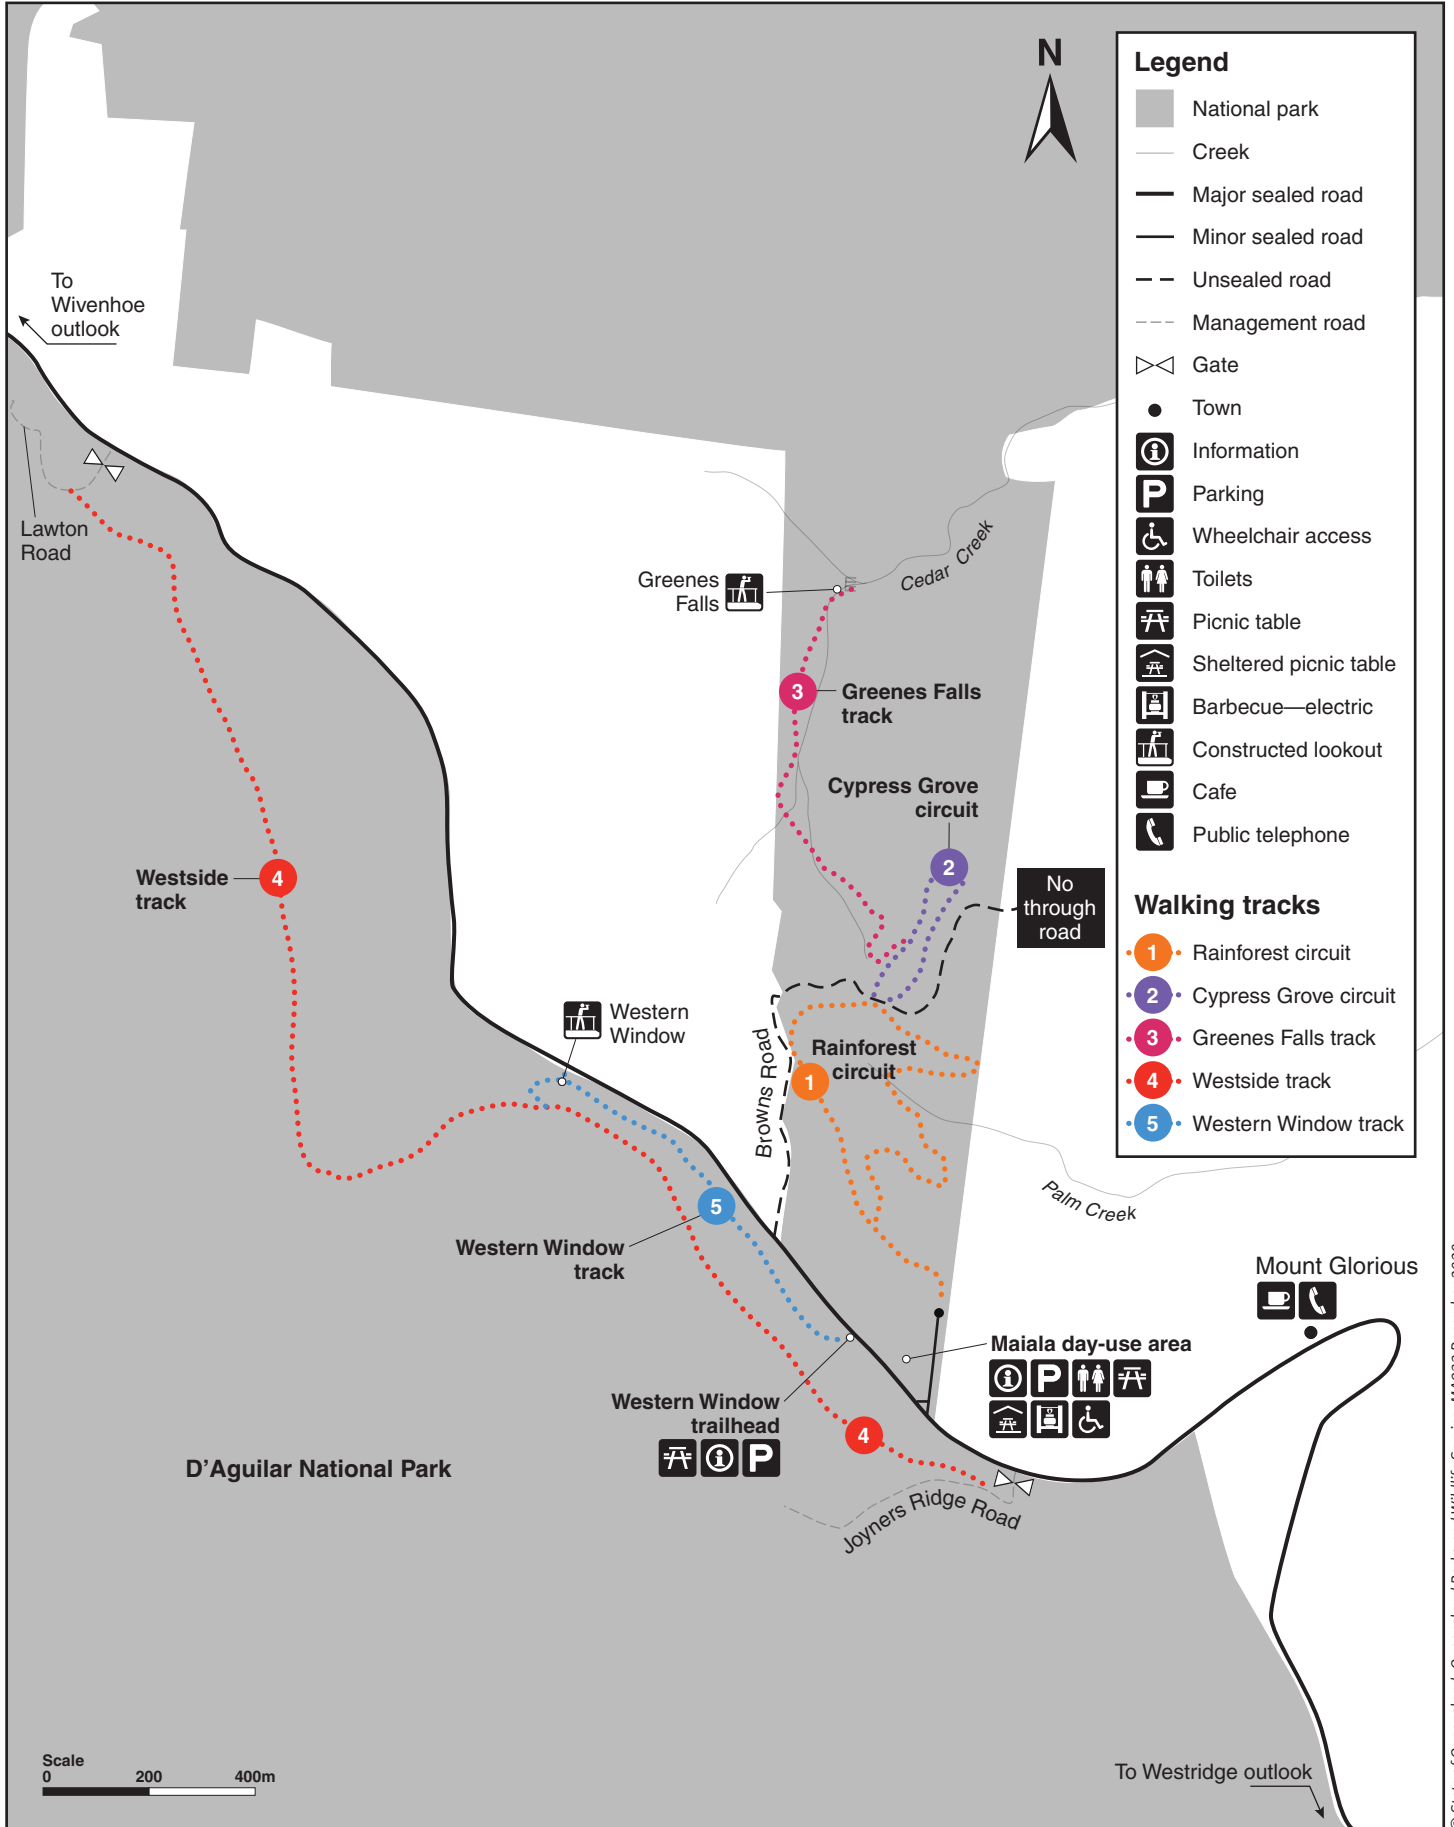 N
To
Wivenhoe
outlook
Lawton
Road
Greenes
Falls
Cedar Creek
3
Greenes Falls
track
Cypress Grove
circuit
2
No
through
road
Westside
track
4
Western
Window
Browns Road
Rainforest
circuit
1
Palm Creek
5
Western Window
track
Mount Glorious
Maiala day-use area
P
Western Window
trailhead
P
4
D'Aguilar National Park
Joyners Ridge Road
Scale
0 200 400m
To Westridge outlook
Legend
National park
Creek
Major sealed road
Minor sealed road
Unsealed road
Management road
Gate
Town
Information
P Parking
Wheelchair access
Toilets
Picnic table
Sheltered picnic table
Barbecue—electric
Constructed lookout
Cafe
Public telephone
Walking tracks
1 Rainforest circuit
2 Cypress Grove circuit
3 Greenes Falls track
4 Westside track
5 Western Window track